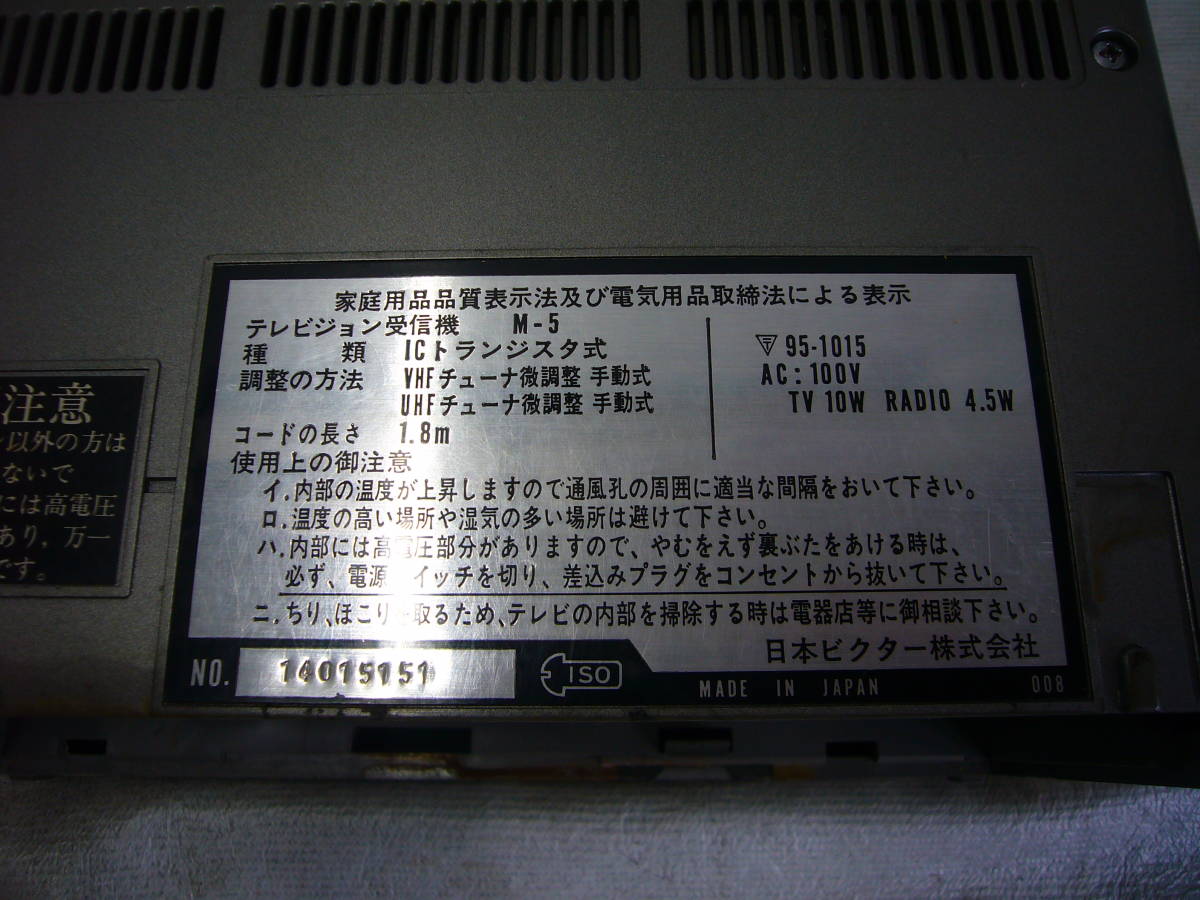 家庭用品品質表示法及び電気用品取締法による表示
テレビジョン受信機 M-5
種 類 ICトランジスタ式
調整の方法 VHFチューナ微調整 手動式
UHFチューナ微調整 手動式
コードの長さ 1.8m
95-1015
AC:100V
TV 10W RADIO 4.5W
使用上の御注意
イ.内部の温度が上昇しますので通風孔の周囲に適当な間隔をおいて下さい。
ロ.温度の高い場所や湿気の多い場所は避けて下さい。
ハ.内部には高電圧部分がありますので、やむをえず裏ぶたをあける時は、
必ず、電源 イッチを切り、差込みプラグをコンセントから抜いて下さい。
ニ.ちり、ほこり 取るため、テレビの内部を掃除する時は電器店等に御相談下さい。
日本ビクター株式会社
NO. 14015151 ISO MADE IN JAPAN 008
注意
以外の方は
ないで
には高電圧
あり,万一
です。